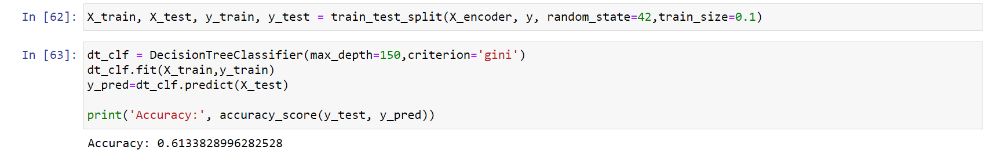 In [62]: X_train, X_test, y_train, y_test = train_test_split(X_encoder, y, random_state=42,train_size=0.1)
In [63]: dt_clf = DecisionTreeClassifier(max_depth=150,criterion='gini')
dt_clf.fit(X_train,y_train)
y_pred=dt_clf.predict(X_test)
print('Accuracy:', accuracy_score(y_test, y_pred))
Accuracy: 0.6133828996282528